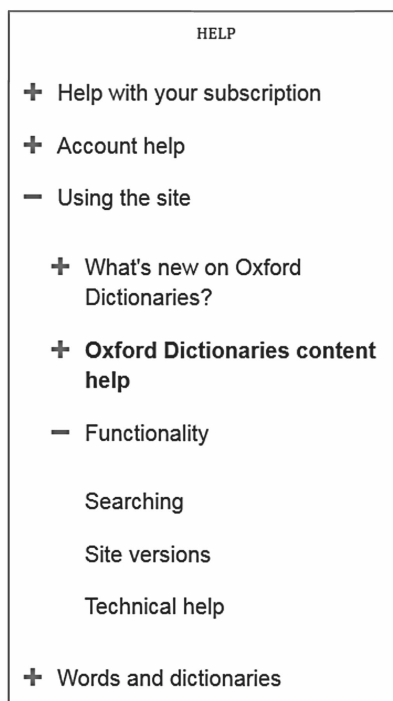 HELP
+ Help with your subscription
+ Account help
− Using the site
+ What's new on Oxford
Dictionaries?
+ Oxford Dictionaries content
help
− Functionality
Searching
Site versions
Technical help
+ Words and dictionaries